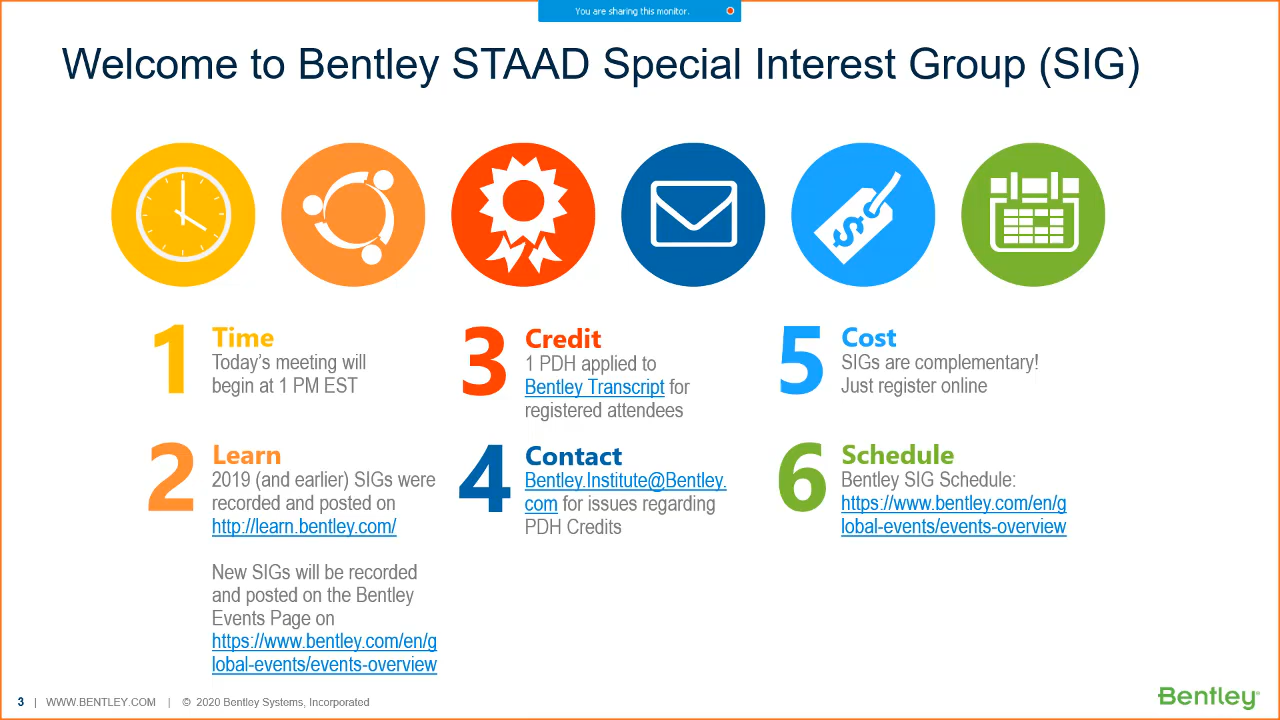 You are sharing this monitor.
Welcome to Bentley STAAD Special Interest Group (SIG)
1
Time
Today's meeting will
begin at 1 PM EST
2
Learn
2019 (and earlier) SIGs were
recorded and posted on
http://learn.bentley.com/
New SIGs will be recorded
and posted on the Bentley
Events Page on
https://www.bentley.com/en/g
lobal-events/events-overview
3
Credit
1 PDH applied to
Bentley Transcript for
registered attendees
4
Contact
Bentley.Institute@Bentley.
com for issues regarding
PDH Credits
5
Cost
SIGs are complementary!
Just register online
6
Schedule
Bentley SIG Schedule:
https://www.bentley.com/en/g
lobal-events/events-overview
3 | WWW.BENTLEY.COM | © 2020 Bentley Systems, Incorporated
Bentley®